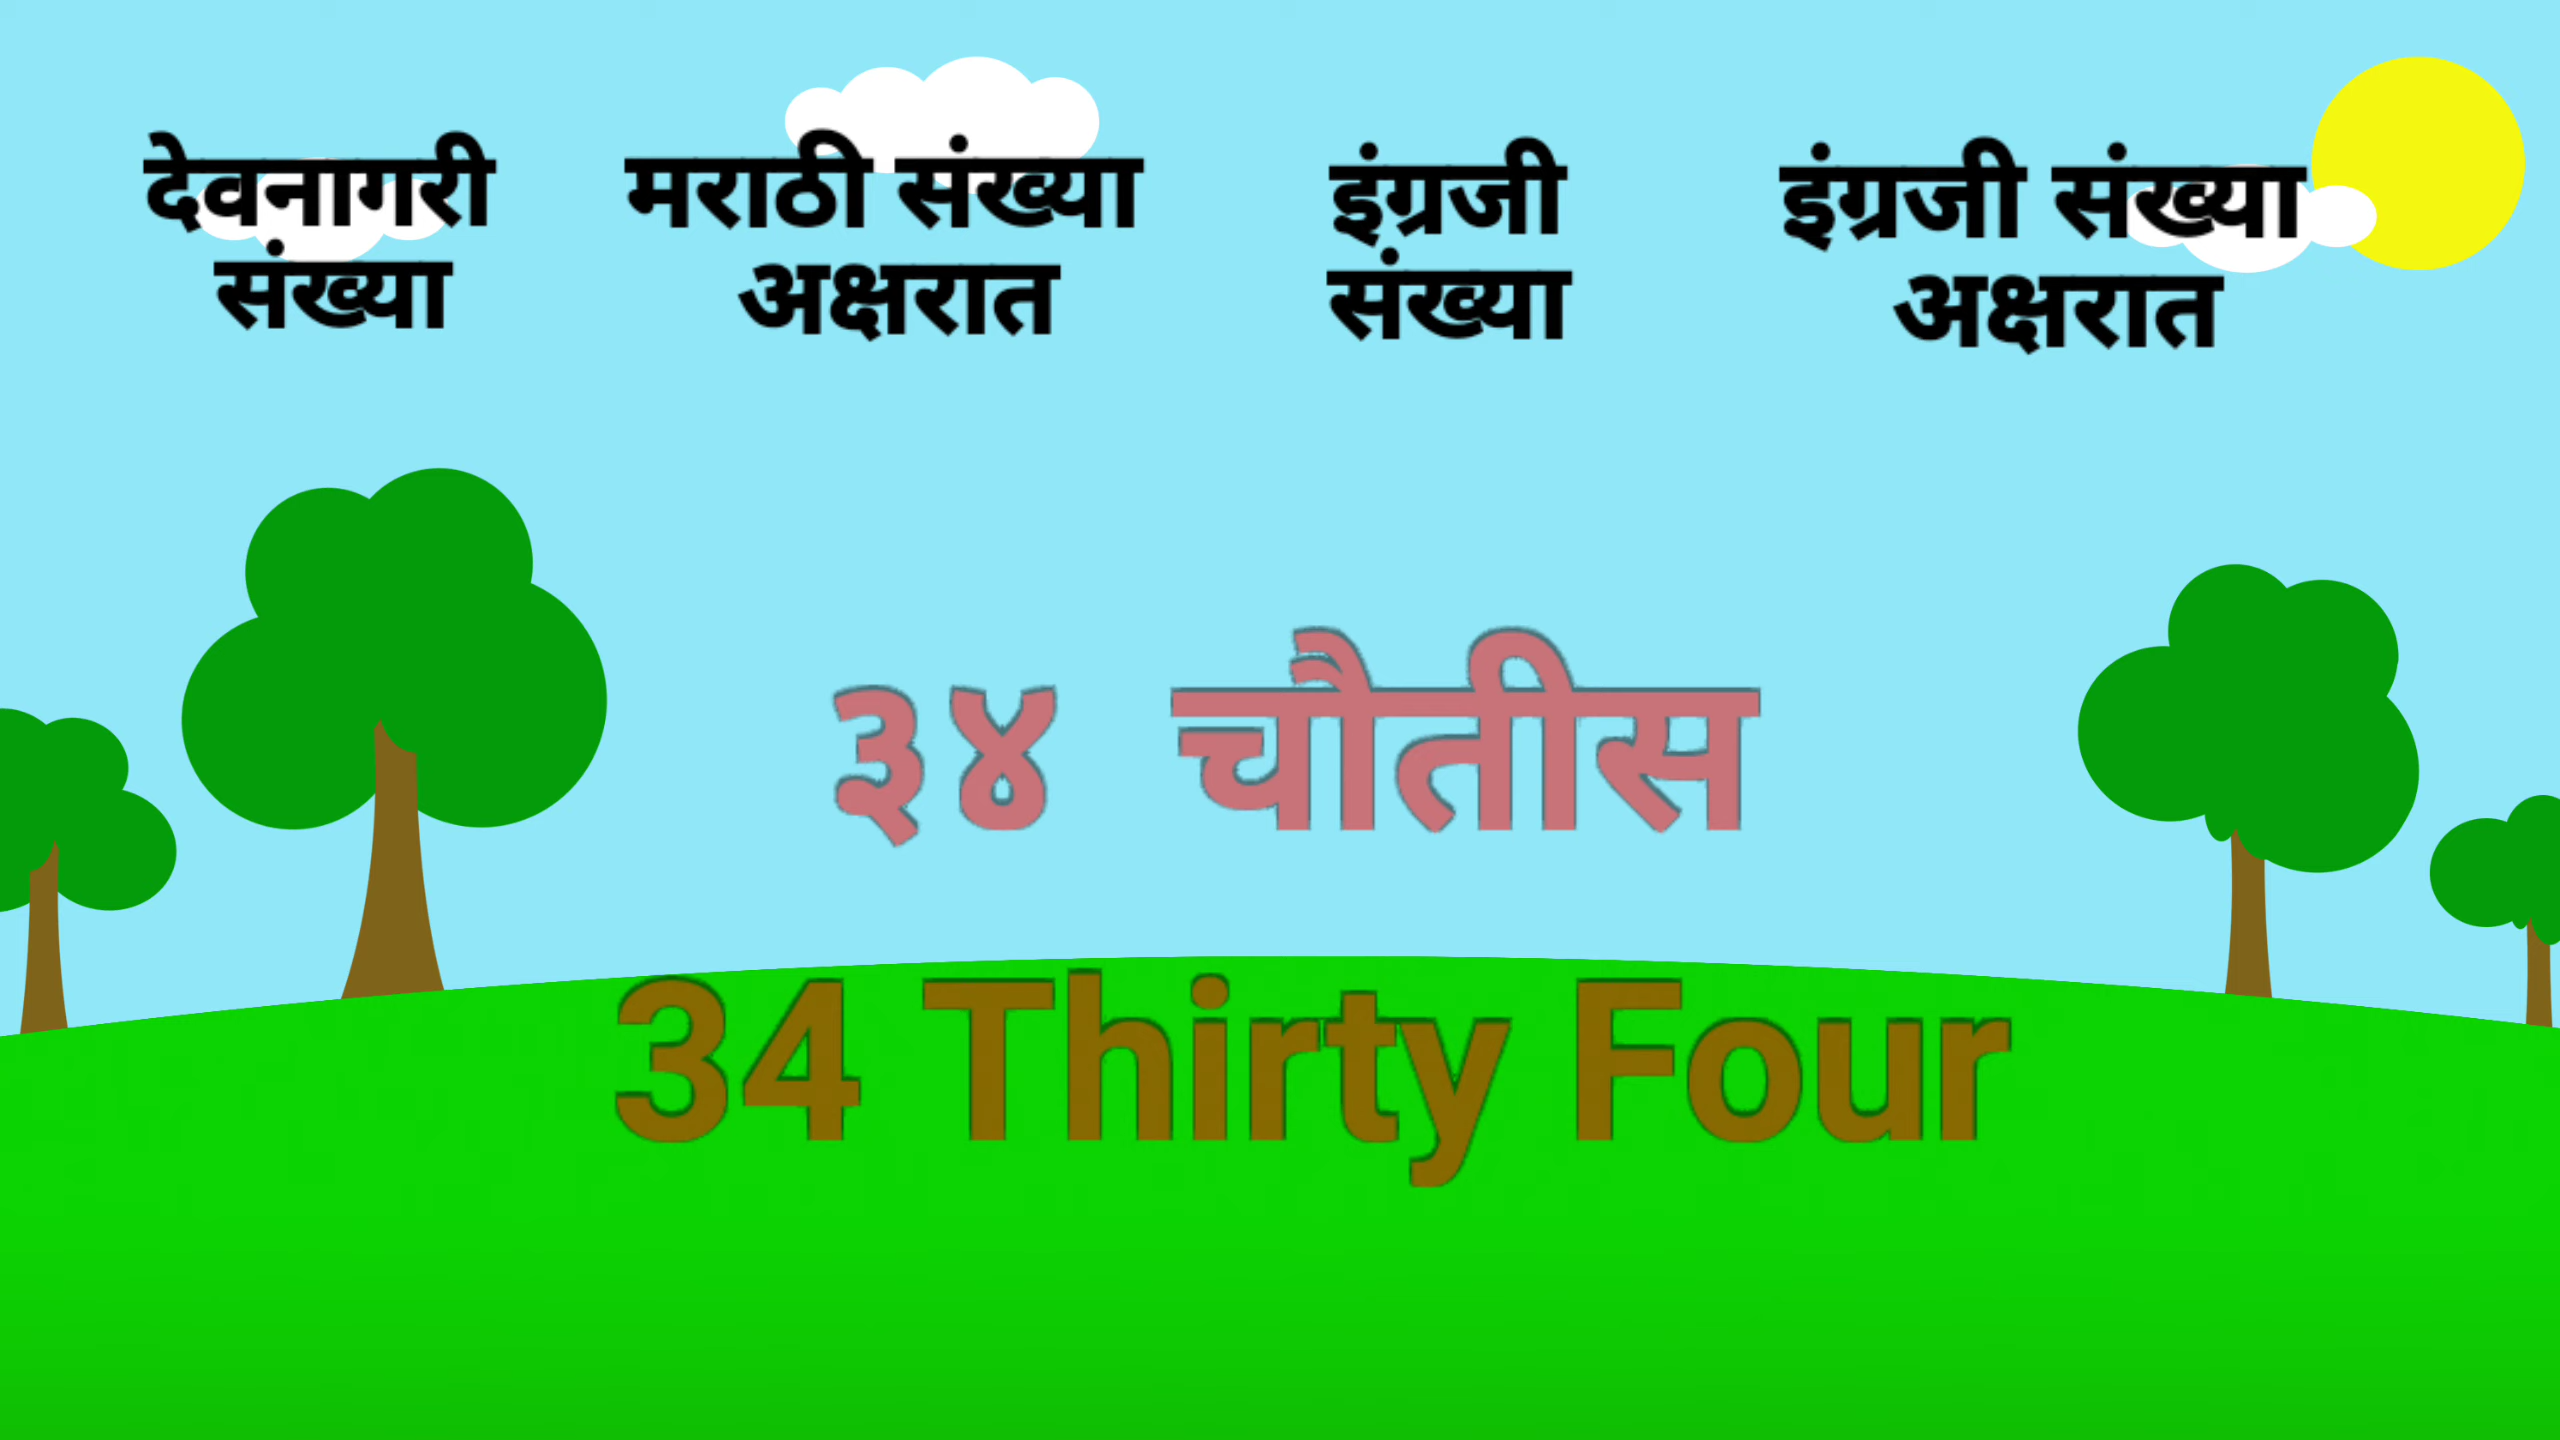 देवनागरी
संख्या
मराठी संख्या
अक्षरात
इंग्रजी
संख्या
इंग्रजी संख्या
अक्षरात
३४ चौतीस
34 Thirty Four